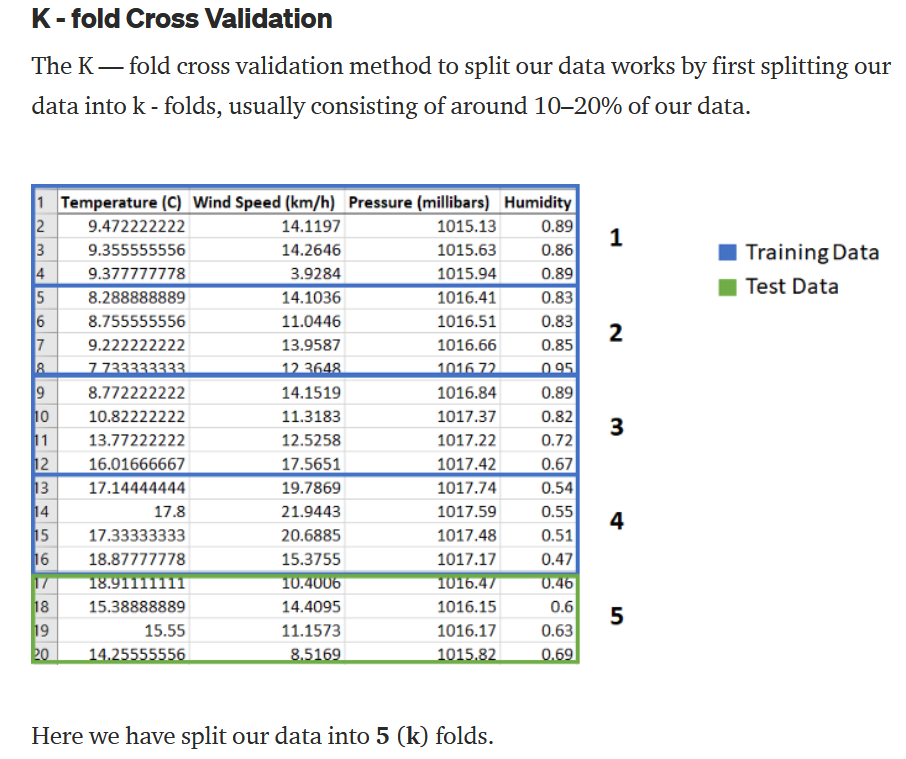 K - fold Cross Validation
The K — fold cross validation method to split our data works by first splitting our
data into k - folds, usually consisting of around 10–20% of our data.
1 Temperature (C) Wind Speed (km/h) Pressure (millibars) Humidity
2 9.472222222 14.1197 1015.13 0.89
3 9.355555556 14.2646 1015.63 0.86
4 9.377777778 3.9284 1015.94 0.89
1
5 8.288888889 14.1036 1016.41 0.83
6 8.755555556 11.0446 1016.51 0.83
7 9.222222222 13.9587 1016.66 0.85
8 7.733333333 12.3648 1016.72 0.95
2
9 8.772222222 14.1519 1016.84 0.89
10 10.82222222 11.3183 1017.37 0.82
11 13.77222222 12.5258 1017.22 0.72
12 16.01666667 17.5651 1017.42 0.67
3
13 17.14444444 19.7869 1017.74 0.54
14 17.8 21.9443 1017.59 0.55
15 17.33333333 20.6885 1017.48 0.51
16 18.87777778 15.3755 1017.17 0.47
4
17 18.91111111 10.4006 1016.47 0.46
18 15.38888889 14.4095 1016.15 0.6
19 15.55 11.1573 1016.17 0.63
20 14.25555556 8.5169 1015.82 0.69
5
Training Data
Test Data
Here we have split our data into 5 (k) folds.